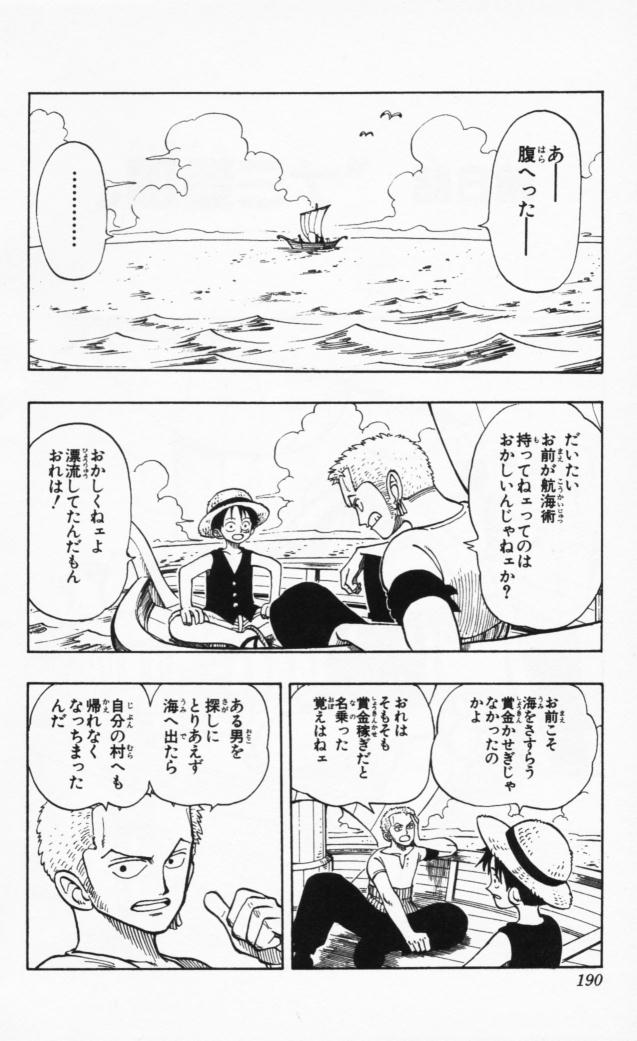 あ――
腹へった――
…………
だいたい
お前が航海術
持ってねェってのは
おかしいんじゃねェか?
おかしくねェよ
漂流してたんだもん
おれは!
お前こそ
海をさすらう
賞金かせぎじゃ
なかったの
かよ
おれは
そもそも
賞金稼ぎだと
名乗った
覚えはねェ
ある男を
探しに
とりあえず
海へ出たら
自分の村へも
帰れなく
なっちまった
んだ
190